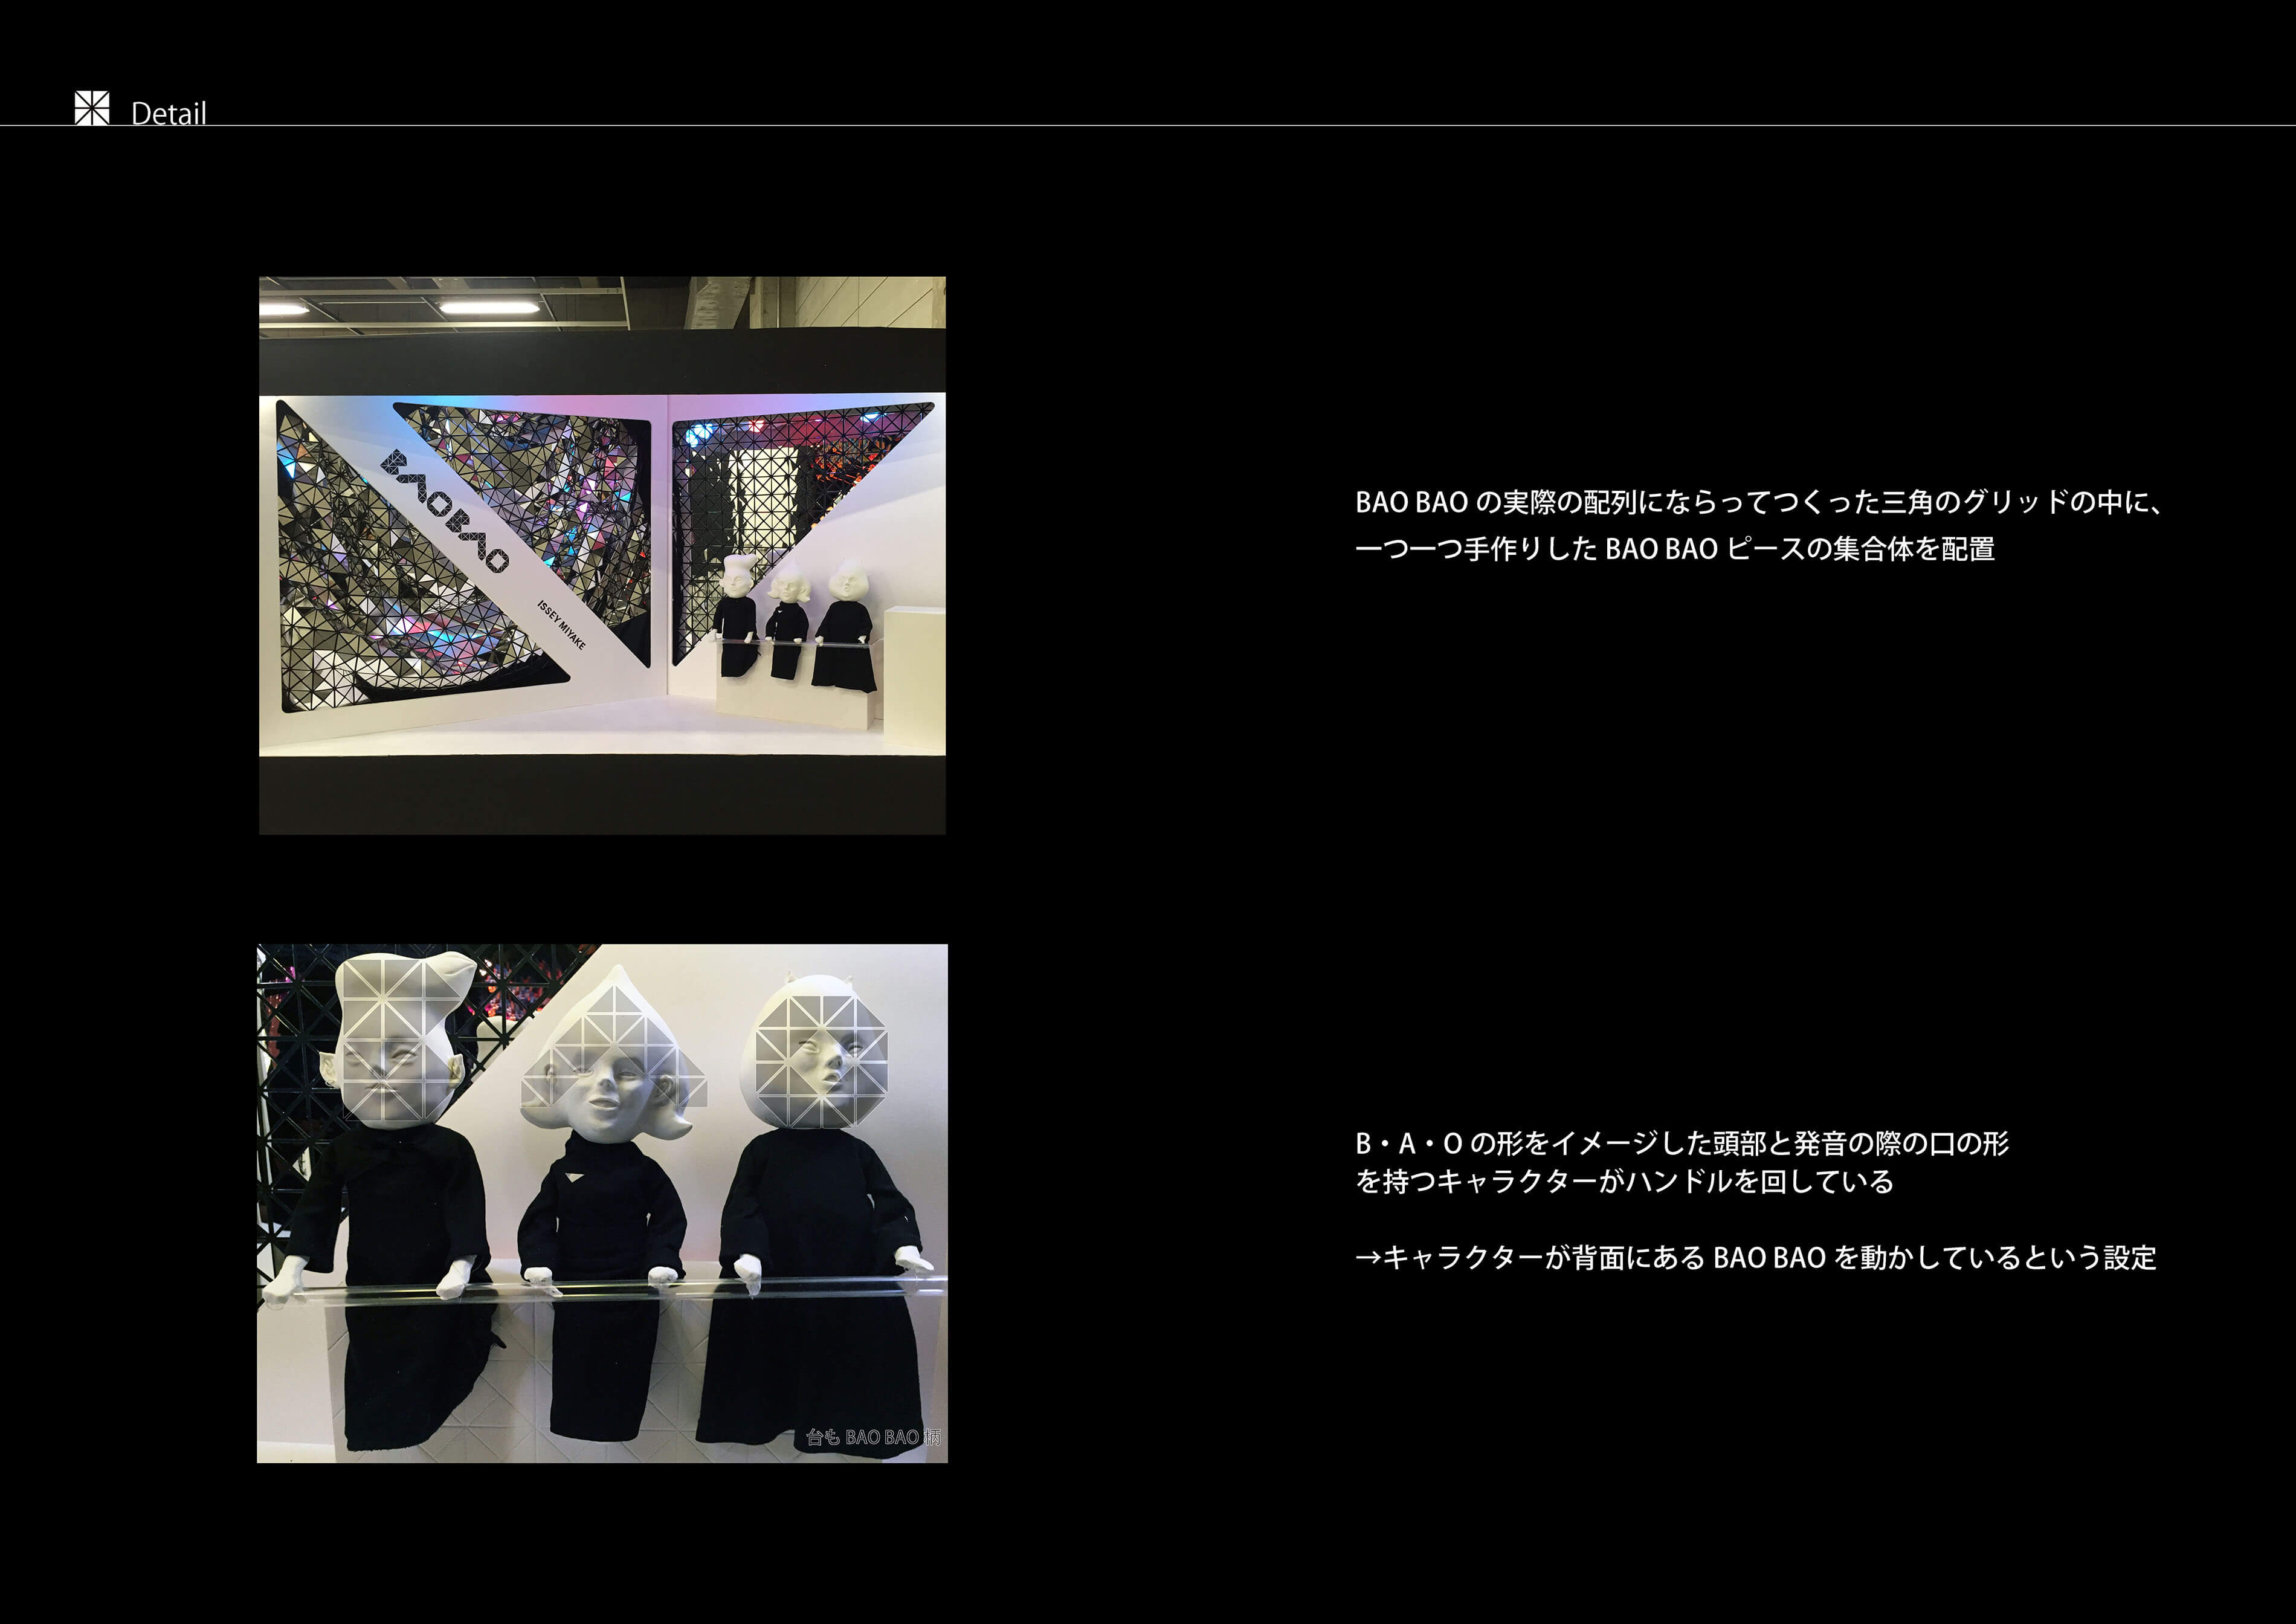 Detail
BAOBAO
ISSEY MIYAKE
BAO BAO の実際の配列にならってつくった三角のグリッドの中に、
一つ一つ手作りした BAO BAO ピースの集合体を配置
B・A・O の形をイメージした頭部と発音の際の口の形
を持つキャラクターがハンドルを回している
→キャラクターが背面にある BAO BAO を動かしているという設定
台も BAO BAO 柄